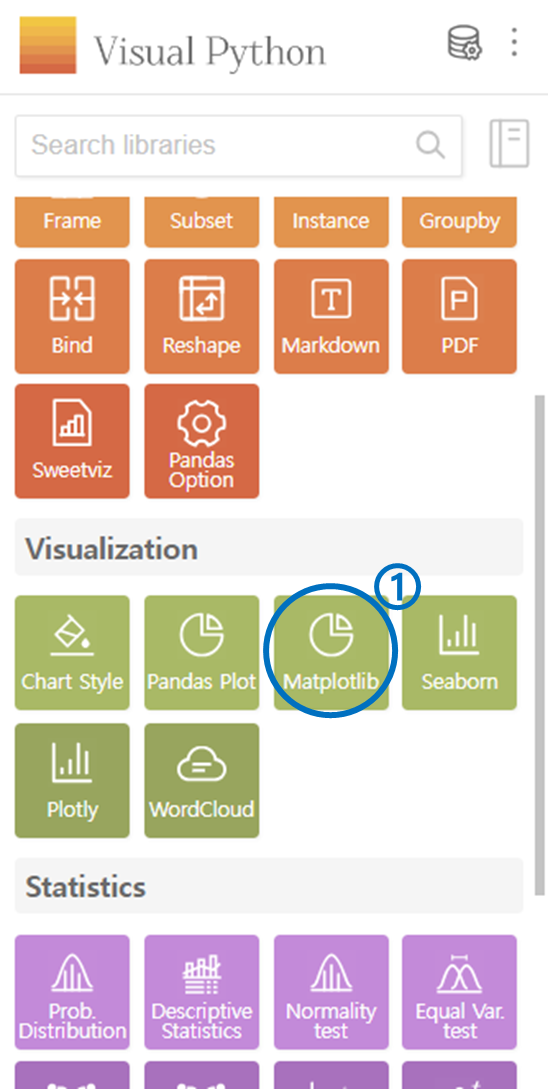 Visual Python
Search libraries
Frame
Subset
Instance
Groupby
Bind
Reshape
Markdown
PDF
Sweetviz
Pandas
Option
Visualization
1
Chart Style
Pandas Plot
Matplotlib
Seaborn
Plotly
WordCloud
Statistics
Prob.
Distribution
Descriptive
Statistics
Normality
test
Equal Var.
test